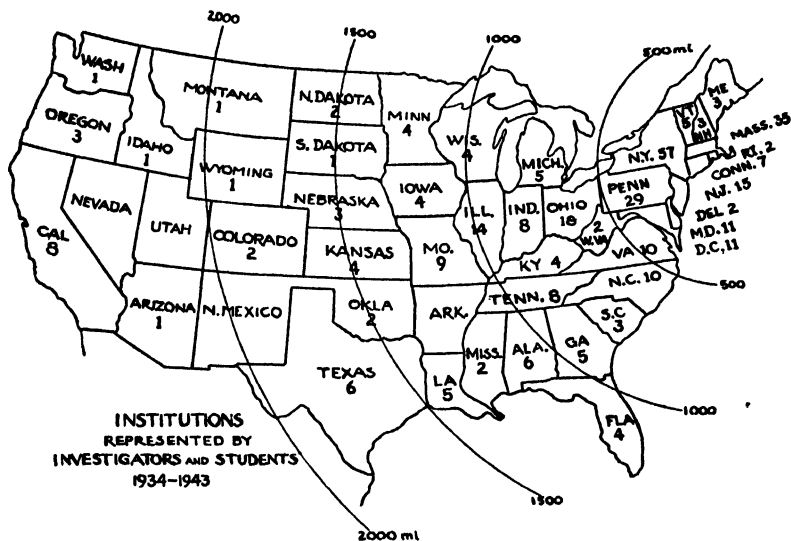 2000
1500
1000
500 ml
WASH
1
MONTANA
1
N. DAKOTA
2
MINN
4
ME
3
VT
5
3
NH
MASS. 35
R.I. 2
CONN. 7
N.J. 15
DEL 2
M.D. 11
D.C, 11
OREGON
3
IDAHO
1
WYOMING
1
S. DAKOTA
1
WIS.
4
MICH.
5
N.Y. 57
PENN
29
NEBRASKA
3
IOWA
4
ILL.
14
IND.
8
OHIO
18
2
W.VA
VA 10
NEVADA
UTAH
COLORADO
2
KANSAS
4
MO.
9
KY 4
N.C. 10
CAL
8
ARIZONA
1
N. MEXICO
OKLA
2
ARK.
TENN. 8
S.C
3
500
TEXAS
6
LA
5
MISS.
2
ALA.
6
GA
5
FLA
4
1000
1500
2000 ml
INSTITUTIONS
REPRESENTED BY
INVESTIGATORS AND STUDENTS
1934–1943